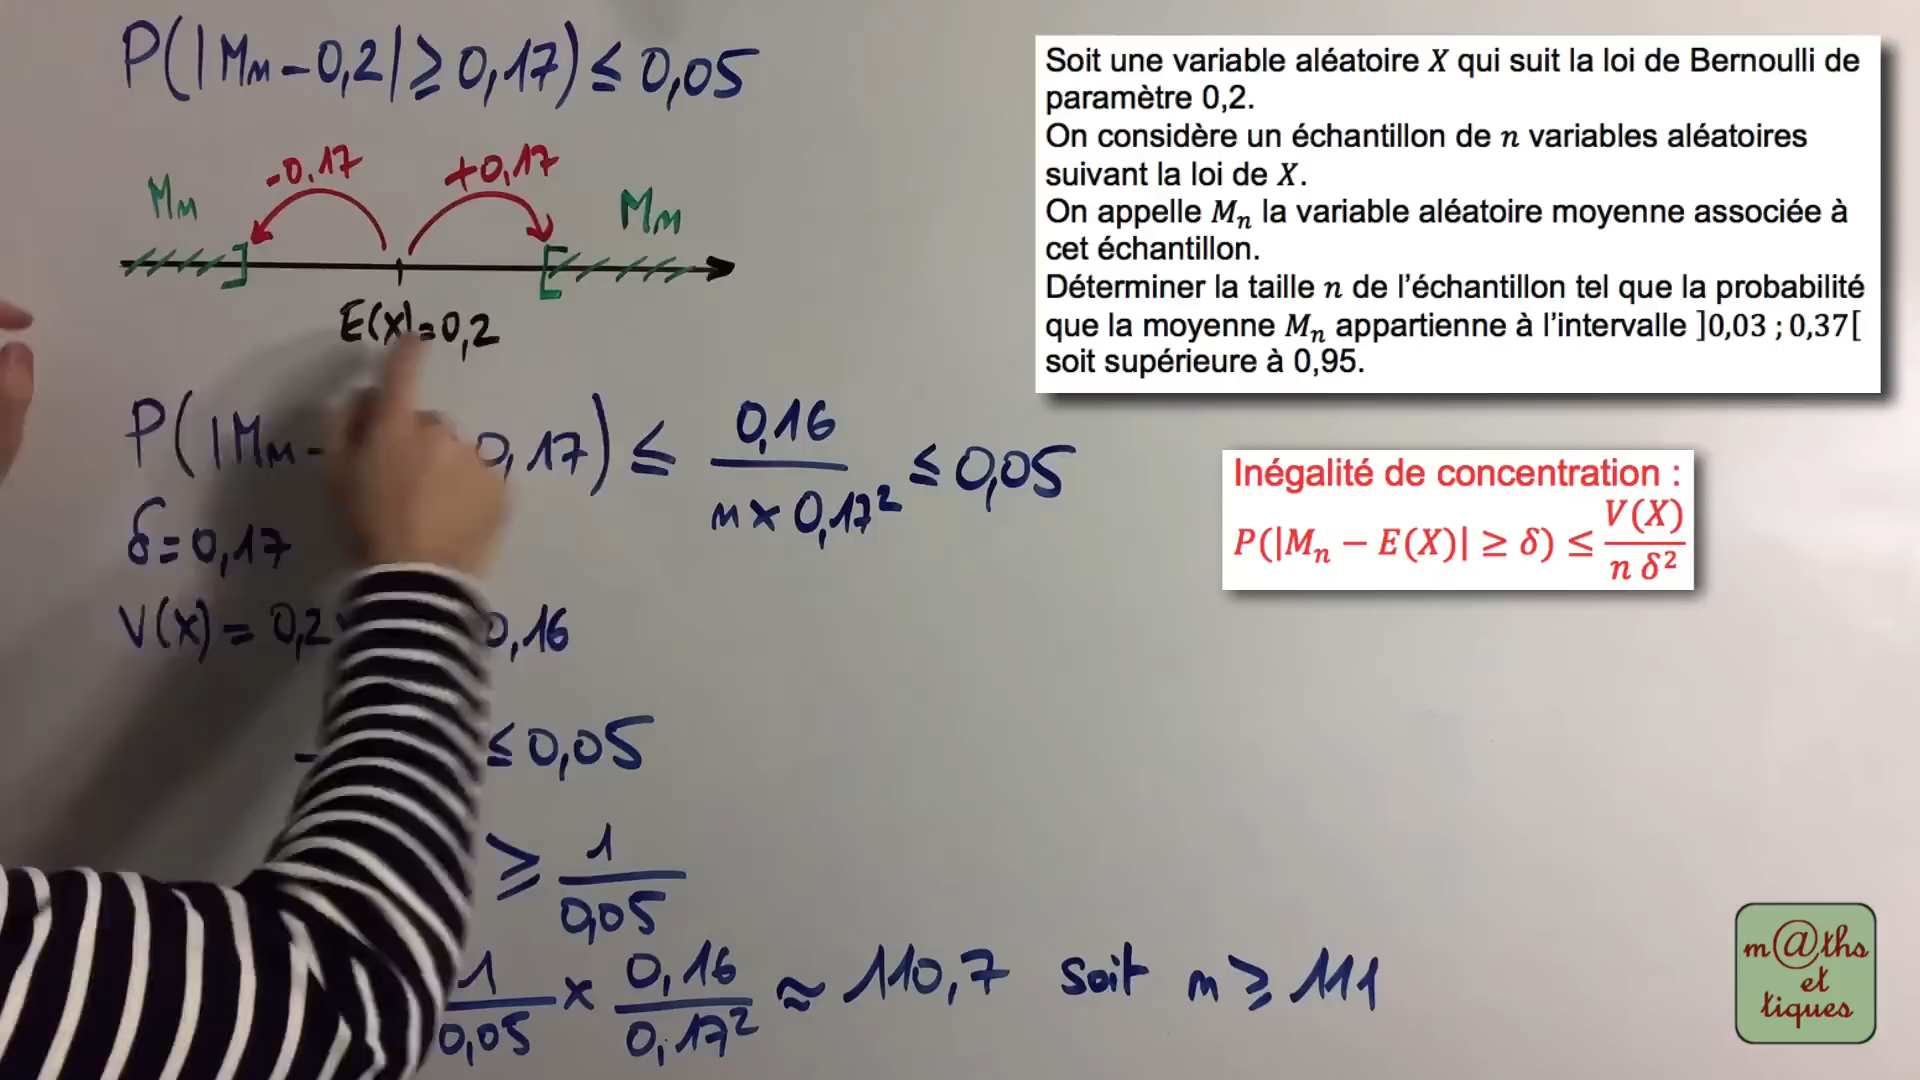 P(|Mn-0,2| ≥ 0,17) ≤ 0,05
-0,17 +0,17
Mn Mn
E(X)=0,2
P(|Mn- 0,17) ≤ 0,16 / n×0,17² ≤ 0,05
δ=0,17
V(X) = 0,2 0,16
≤ 0,05
≥ 1 / 0,05
1 / 0,05 × 0,16 / 0,17² ≈ 110,7 soit n ≥ 111
Soit une variable aléatoire X qui suit la loi de Bernoulli de
paramètre 0,2.
On considère un échantillon de n variables aléatoires
suivant la loi de X.
On appelle Mₙ la variable aléatoire moyenne associée à
cet échantillon.
Déterminer la taille n de l'échantillon tel que la probabilité
que la moyenne Mₙ appartienne à l'intervalle ]0,03 ; 0,37[
soit supérieure à 0,95.
Inégalité de concentration :
P(|Mₙ − E(X)| ≥ δ) ≤ V(X) / n δ²
m@ths
et
tiques